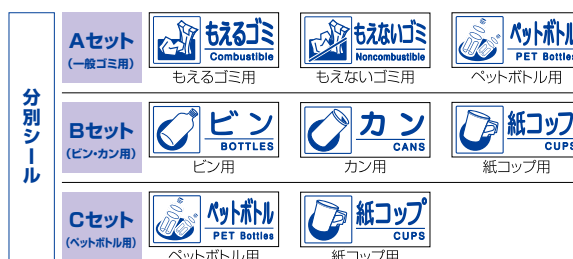 分別シール
Aセット
(一般ゴミ用)
もえるゴミ
Combustible
もえるゴミ用
もえないゴミ
Noncombustible
もえないゴミ用
ペットボトル
PET Bottles
ペットボトル用
Bセット
(ビン・カン用)
ビン
BOTTLES
ビン用
カン
CANS
カン用
紙コップ
CUPS
紙コップ用
Cセット
(ペットボトル用)
ペットボトル
PET Bottles
ペットボトル用
紙コップ
CUPS
紙コップ用